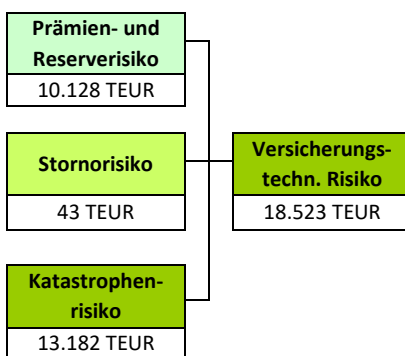 Prämien- und
Reserverisiko
10.128 TEUR
Stornorisiko
43 TEUR
Versicherungs-
techn. Risiko
18.523 TEUR
Katastrophen-
risiko
13.182 TEUR